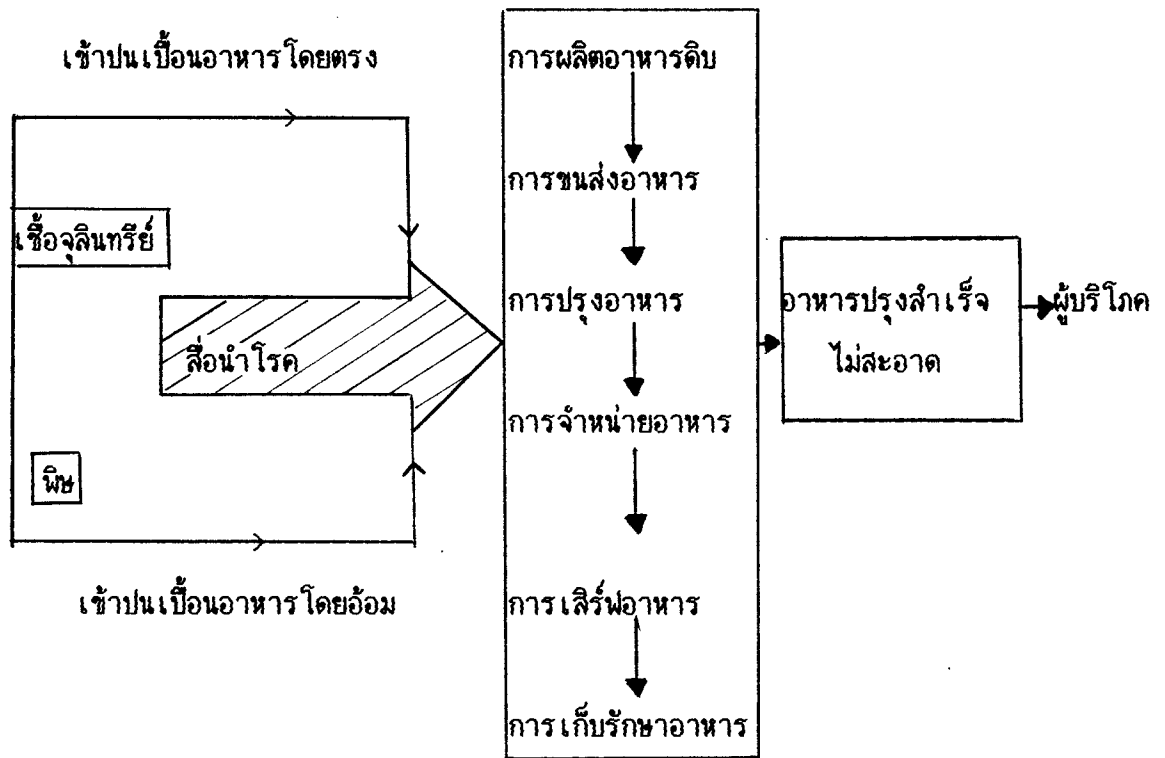 เข้าปนเปื้อนอาหารโดยตรง
เชื้อจุลินทรีย์
สื่อนำโรค
พิษ
เข้าปนเปื้อนอาหารโดยอ้อม
การผลิตอาหารดิบ
การขนส่งอาหาร
การปรุงอาหาร
การจำหน่ายอาหาร
การเสิร์ฟอาหาร
การเก็บรักษาอาหาร
อาหารปรุงสำเร็จ
ไม่สะอาด
ผู้บริโภค